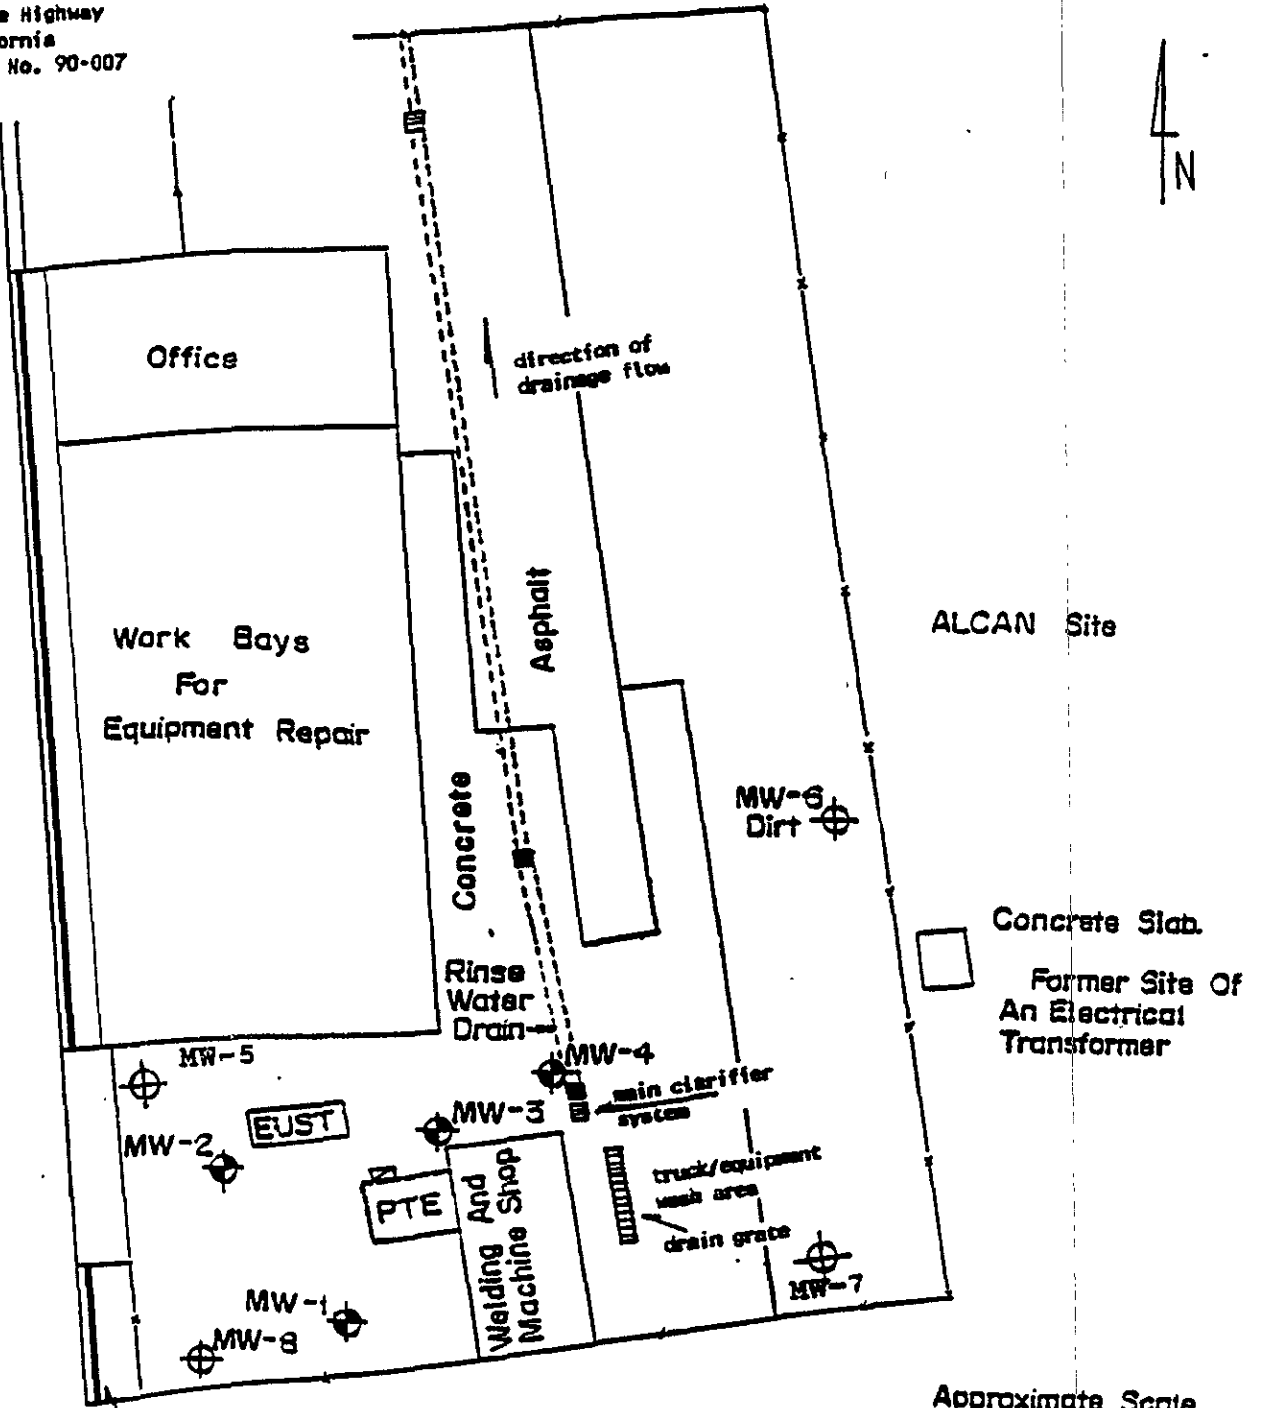 e Highway
ornia
No. 90-007
N
Office
direction of
drainage flow
Asphalt
ALCAN Site
Work Bays
For
Equipment Repair
Concrete
MW-6
Dirt
Concrete Slab.
Former Site Of
An Electrical
Transformer
Rinse
Water
Drain
MW-5
MW-4
main clarifier
system
EUST
MW-3
MW-2
truck/equipment
wash area
PTE
Welding And
Machine Shop
drain grate
MW-7
MW-1
MW-8
Approximate Scale